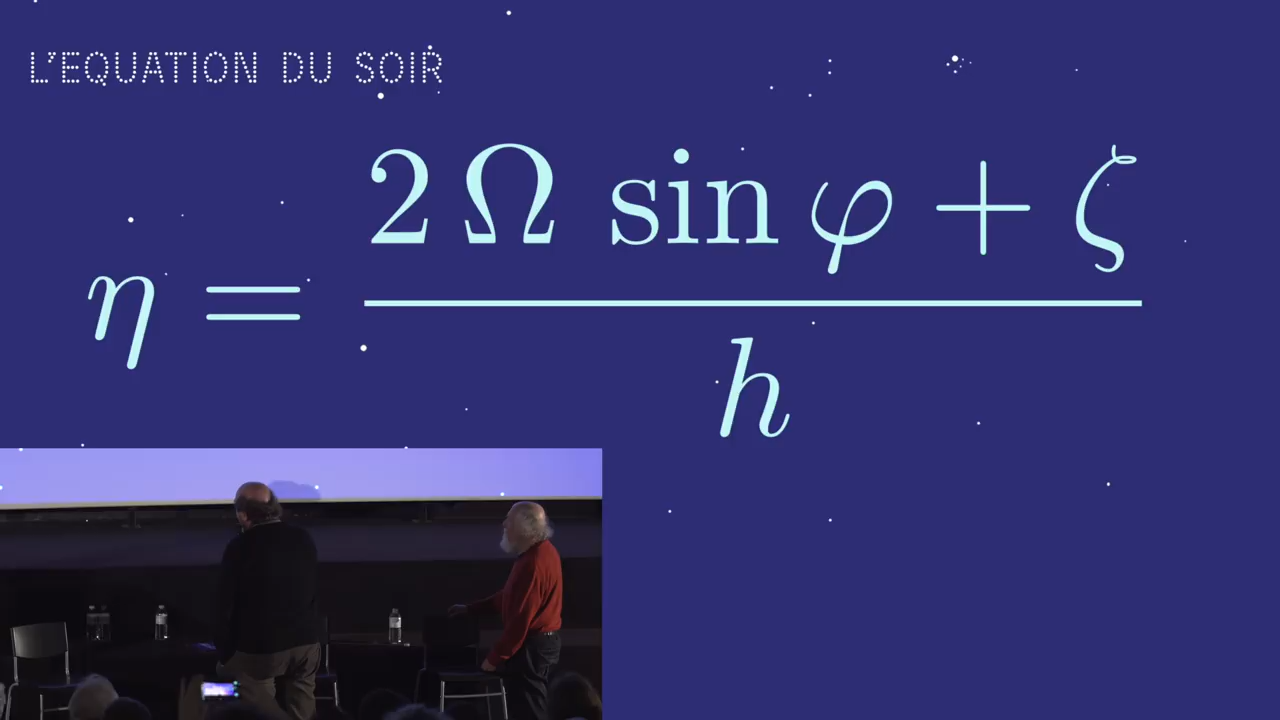 L'EQUATION DU SOIR
η = (2 Ω sin φ + ζ) / h